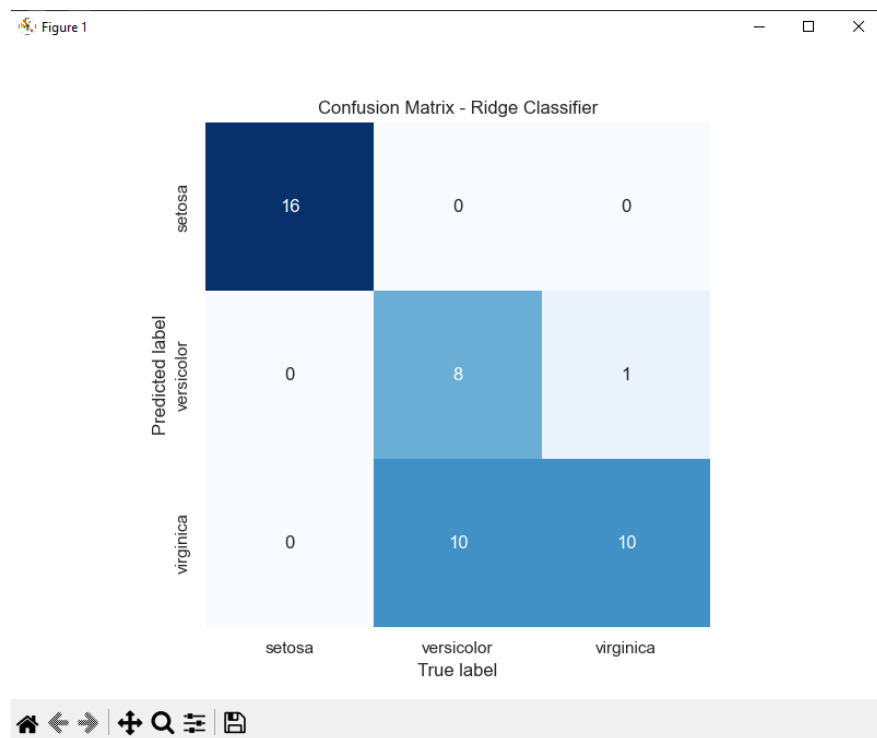 Figure 1
Confusion Matrix - Ridge Classifier
setosa
16 0 0
Predicted label
versicolor
0 8 1
virginica
0 10 10
setosa versicolor virginica
True label